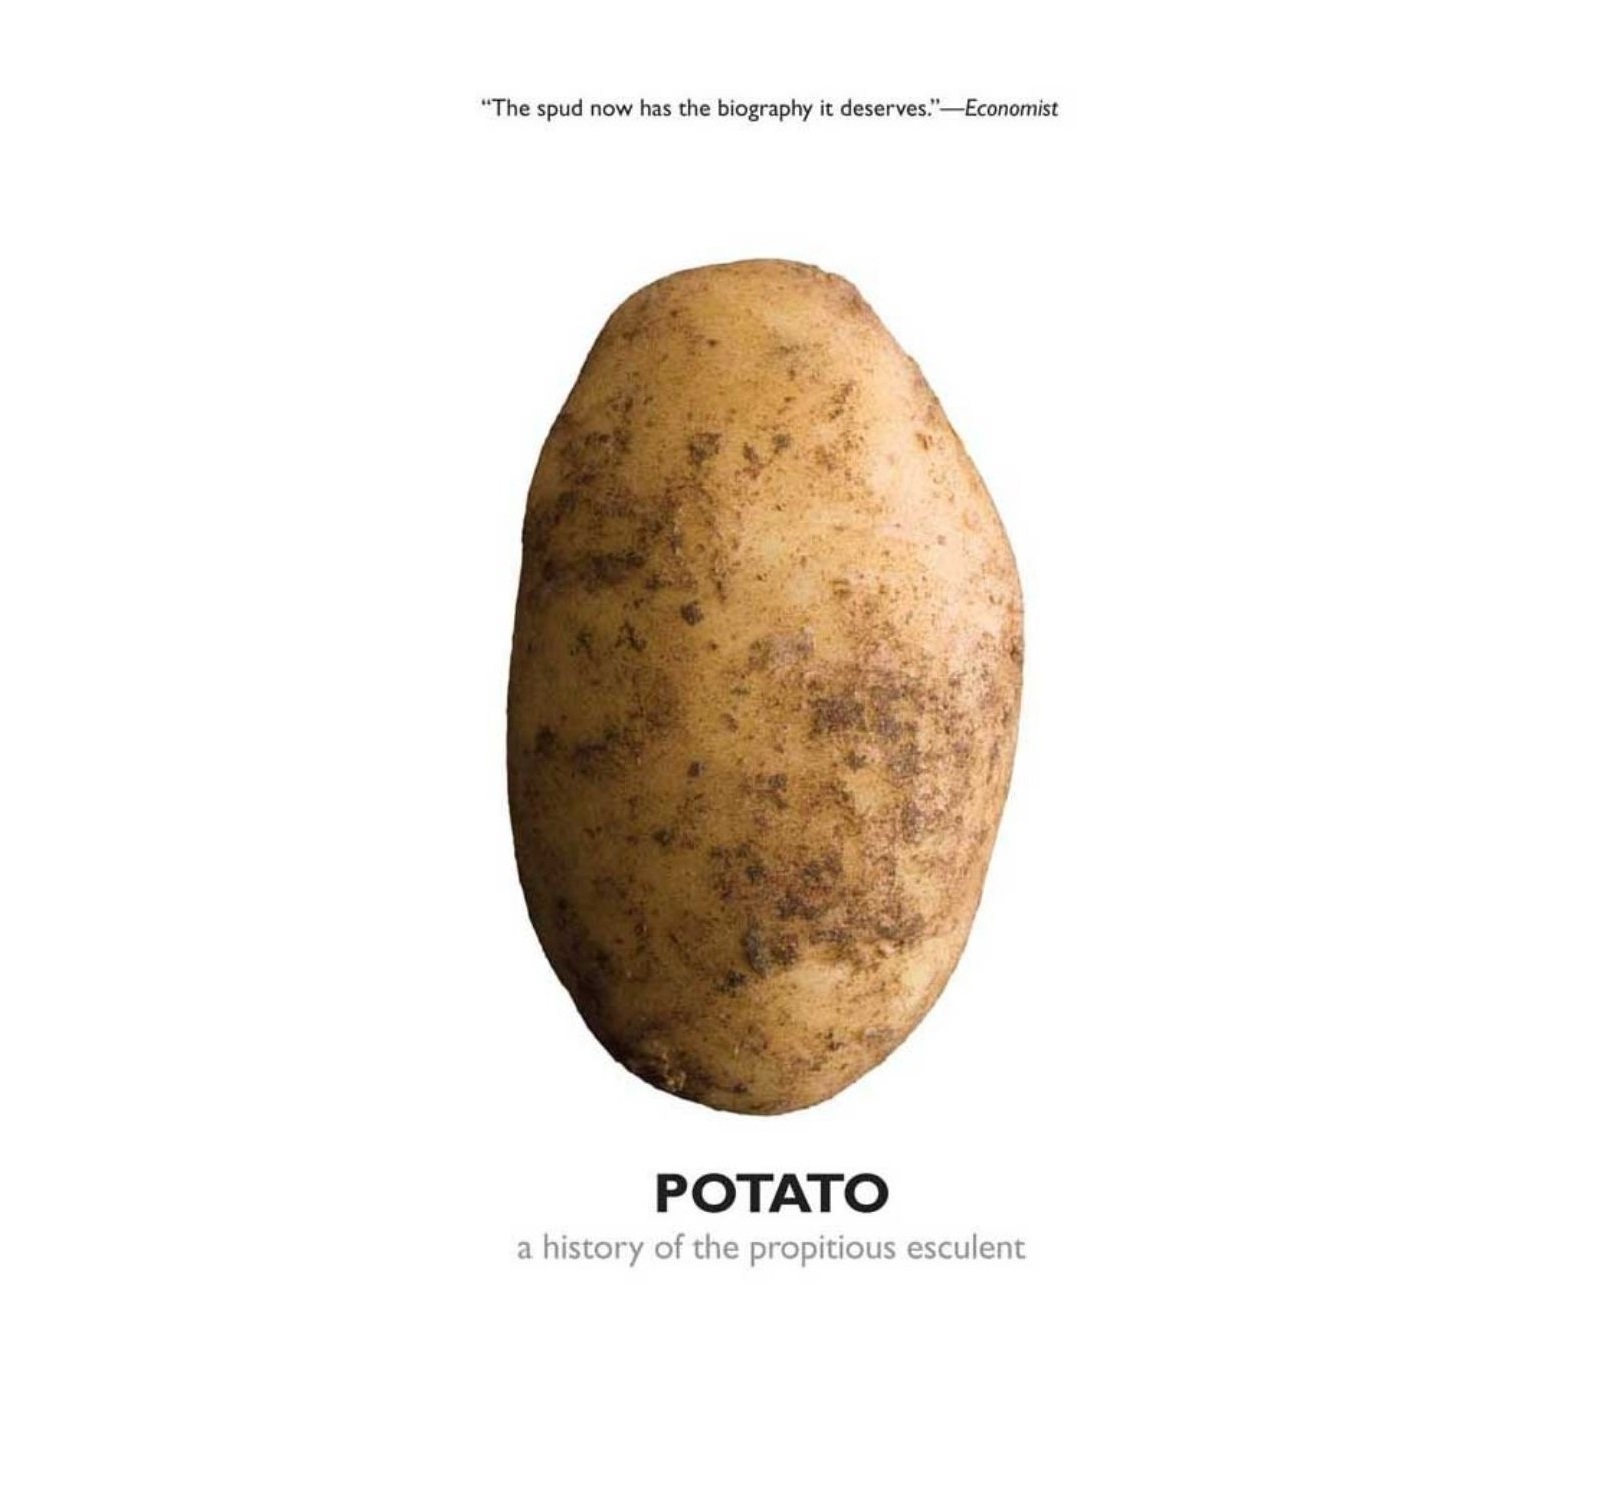 “The spud now has the biography it deserves.”—Economist
POTATO
a history of the propitious esculent